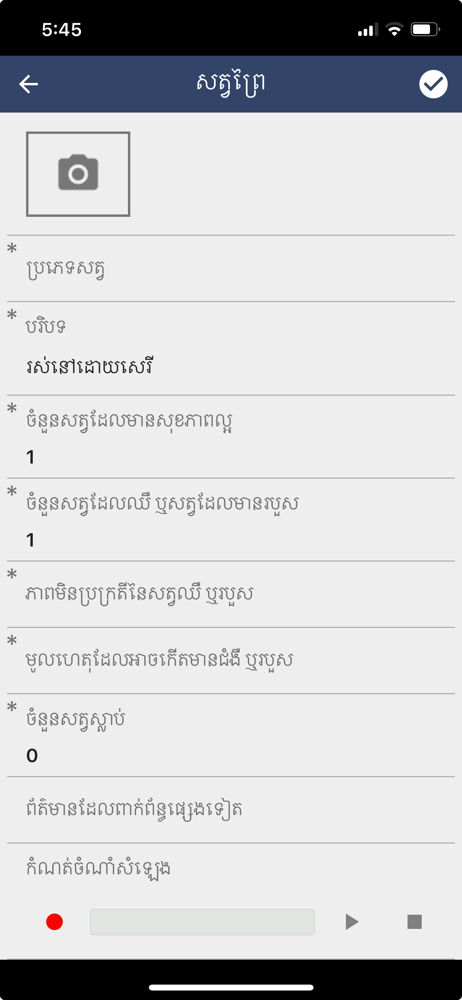 5:45
សត្វព្រៃ
*
ប្រភេទសត្វ
*
បរិបទ
រស់នៅដោយសេរី
*
ចំនួនសត្វដែលមានសុខភាពល្អ
1
*
ចំនួនសត្វដែលឈឺ ឬសត្វដែលមានរបួស
1
*
ភាពមិនប្រក្រតីនៃសត្វឈឺ ឬរបួស
*
មូលហេតុដែលអាចកើតមានជំងឺ ឬរបួស
*
ចំនួនសត្វស្លាប់
0
ព័ត៌មានដែលពាក់ព័ន្ធផ្សេងទៀត
កំណត់ចំណាំសំឡេង